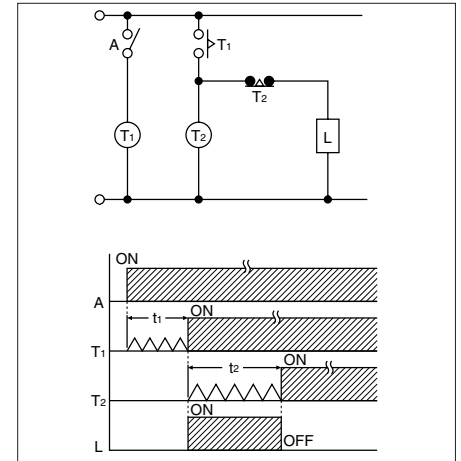 A T₁
T₂
T₁ T₂ L
ON
A
t₁ ON
T₁
t₂ ON
T₂
ON
L OFF